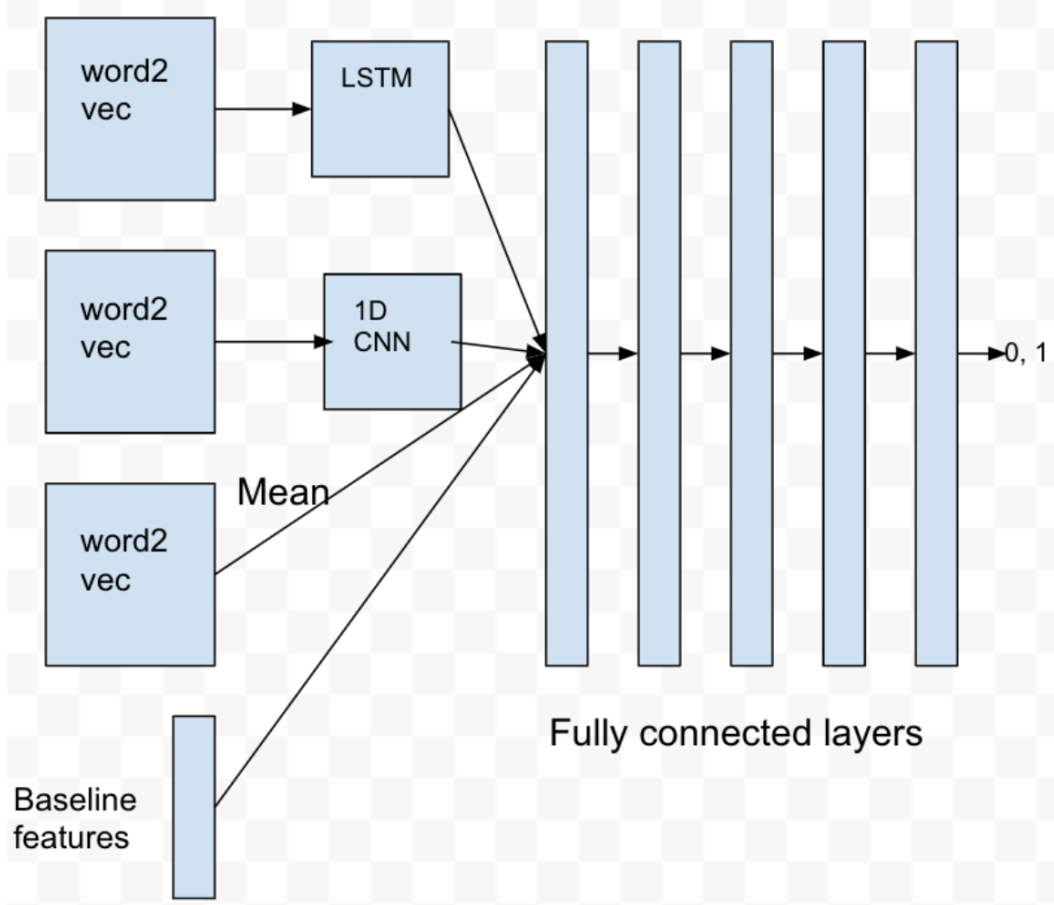 word2
vec
LSTM
word2
vec
1D
CNN
0, 1
Mean
word2
vec
Fully connected layers
Baseline
features